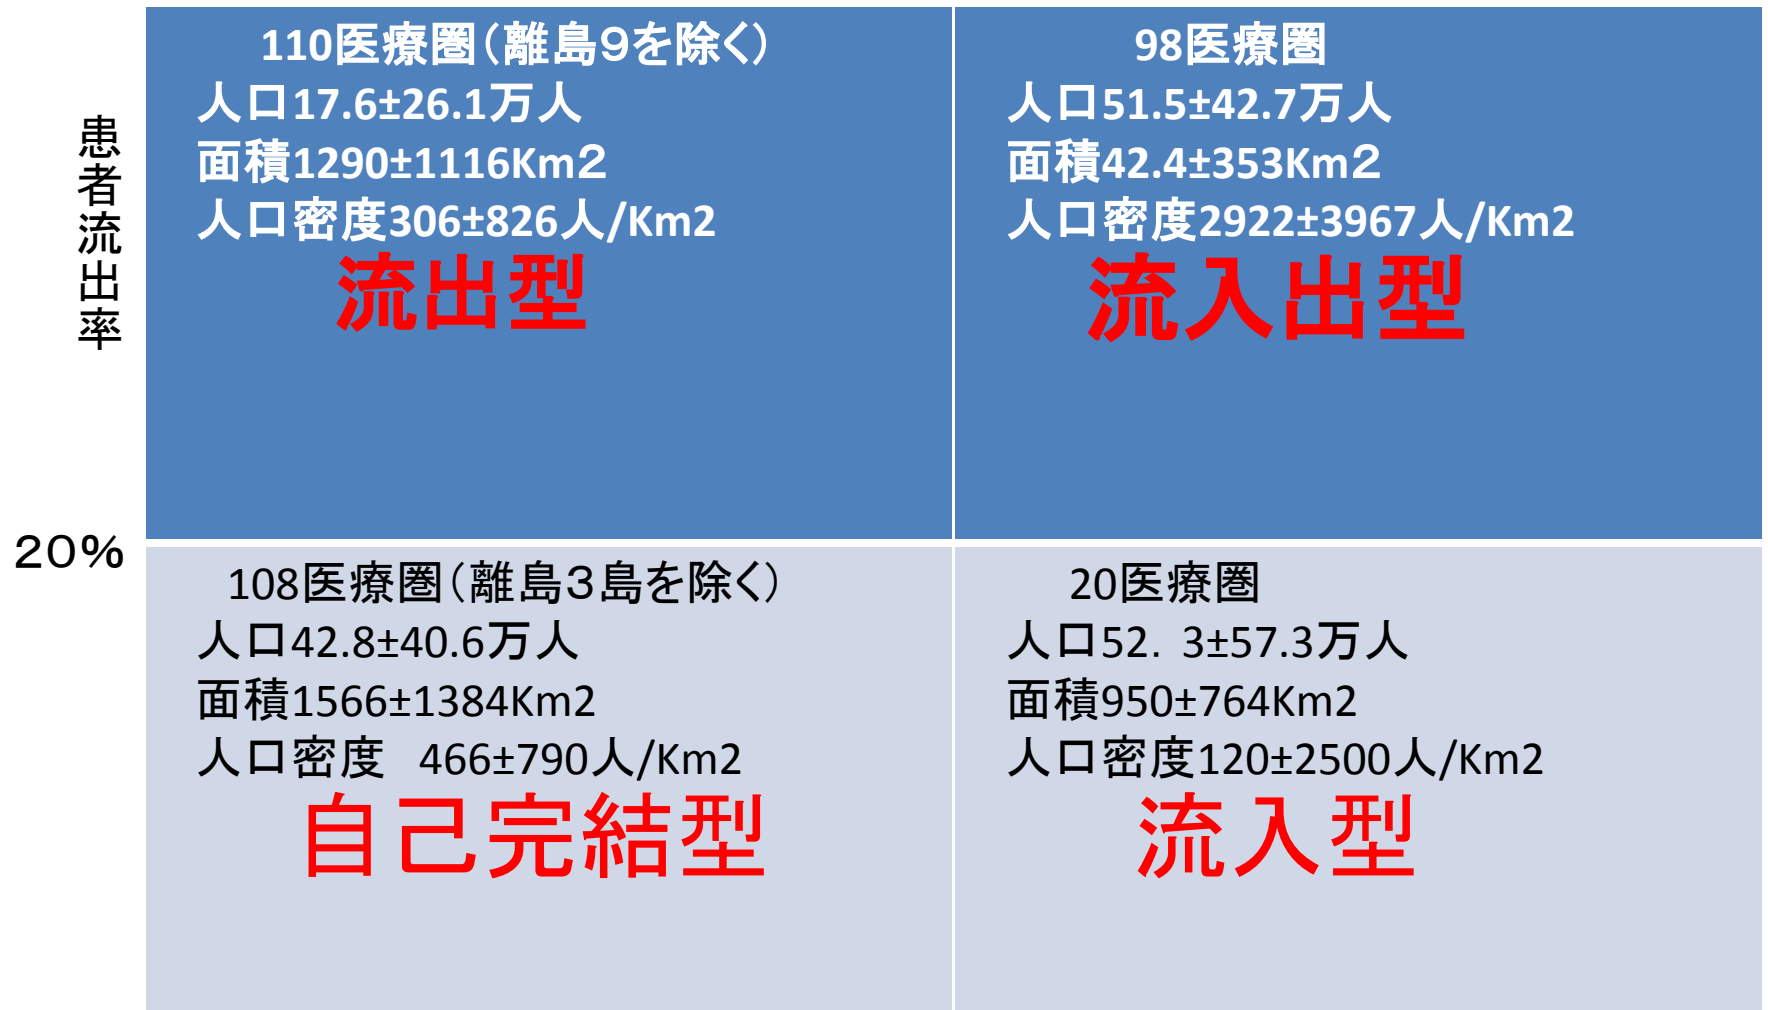 患者流出率
20%
110医療圏（離島９を除く）
人口17.6±26.1万人
面積1290±1116Km２
人口密度306±826人/Km2
流出型
98医療圏
人口51.5±42.7万人
面積42.4±353Km２
人口密度2922±3967人/Km2
流入出型
108医療圏（離島３島を除く）
人口42.8±40.6万人
面積1566±1384Km2
人口密度　466±790人/Km2
自己完結型
20医療圏
人口52．3±57.3万人
面積950±764Km2
人口密度120±2500人/Km2
流入型